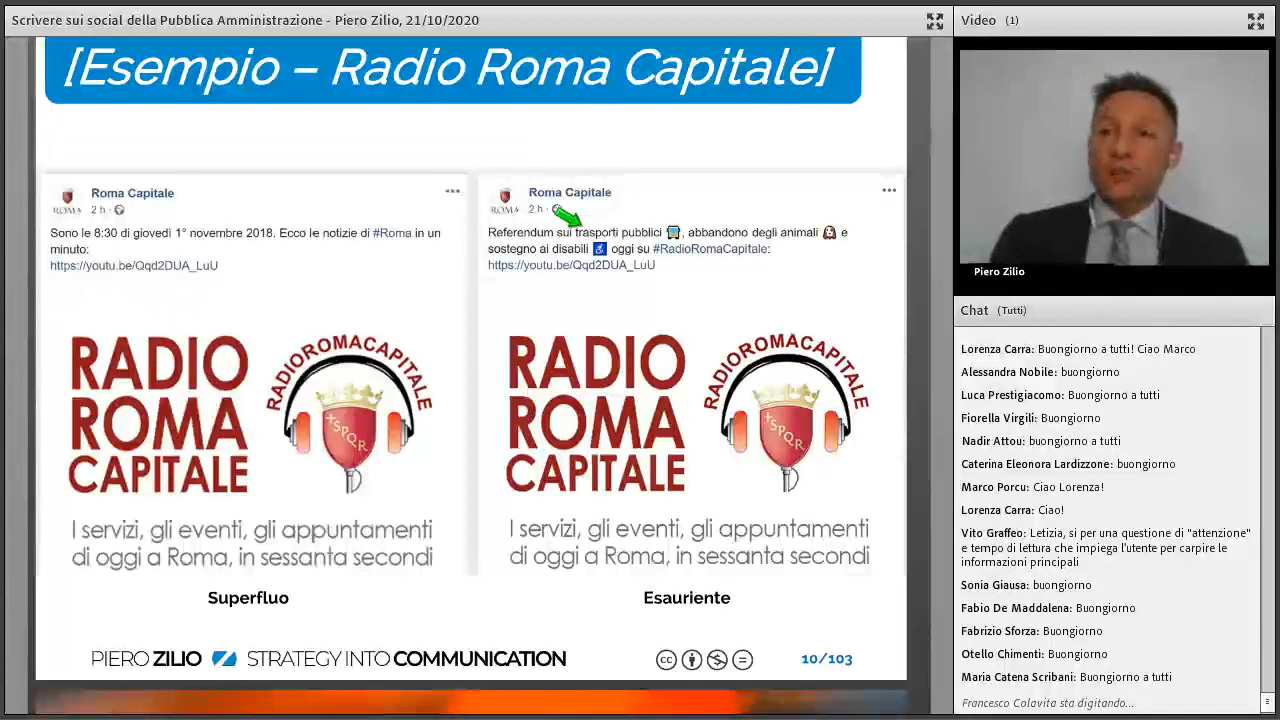 Scrivere sui social della Pubblica Amministrazione - Piero Zilio, 21/10/2020
[Esempio – Radio Roma Capitale]
Roma Capitale
ROMA
2 h ·
Sono le 8:30 di giovedì 1° novembre 2018. Ecco le notizie di #Roma in un
minuto:
https://youtu.be/Qqd2DUA_LuU
RADIO
ROMA
CAPITALE
RADIOROMACAPITALE
SPQR
I servizi, gli eventi, gli appuntamenti
di oggi a Roma, in sessanta secondi
Superfluo
Roma Capitale
ROMA
2 h ·
Referendum sui trasporti pubblici 🚍, abbandono degli animali 🐶 e
sostegno ai disabili ♿ oggi su #RadioRomaCapitale:
https://youtu.be/Qqd2DUA_LuU
RADIO
ROMA
CAPITALE
RADIOROMACAPITALE
SPQR
I servizi, gli eventi, gli appuntamenti
di oggi a Roma, in sessanta secondi
Esauriente
PIERO ZILIO STRATEGY INTO COMMUNICATION
cc
10/103
Video (1)
Piero Zilio
Chat (Tutti)
Lorenza Carra: Buongiorno a tutti! Ciao Marco
Alessandra Nobile: buongiorno
Luca Prestigiacomo: Buongiorno a tutti
Fiorella Virgili: Buongiorno
Nadir Attou: buongiorno a tutti
Caterina Eleonora Lardizzone: buongiorno
Marco Porcu: Ciao Lorenza!
Lorenza Carra: Ciao!
Vito Graffeo: Letizia, si per una questione di "attenzione"
e tempo di lettura che impiega l'utente per carpire le
informazioni principali
Sonia Giausa: buongiorno
Fabio De Maddalena: Buongiorno
Fabrizio Sforza: Buongiorno
Otello Chimenti: Buongiorno
Maria Catena Scribani: Buongiorno a tutti
Francesco Colavita sta digitando...